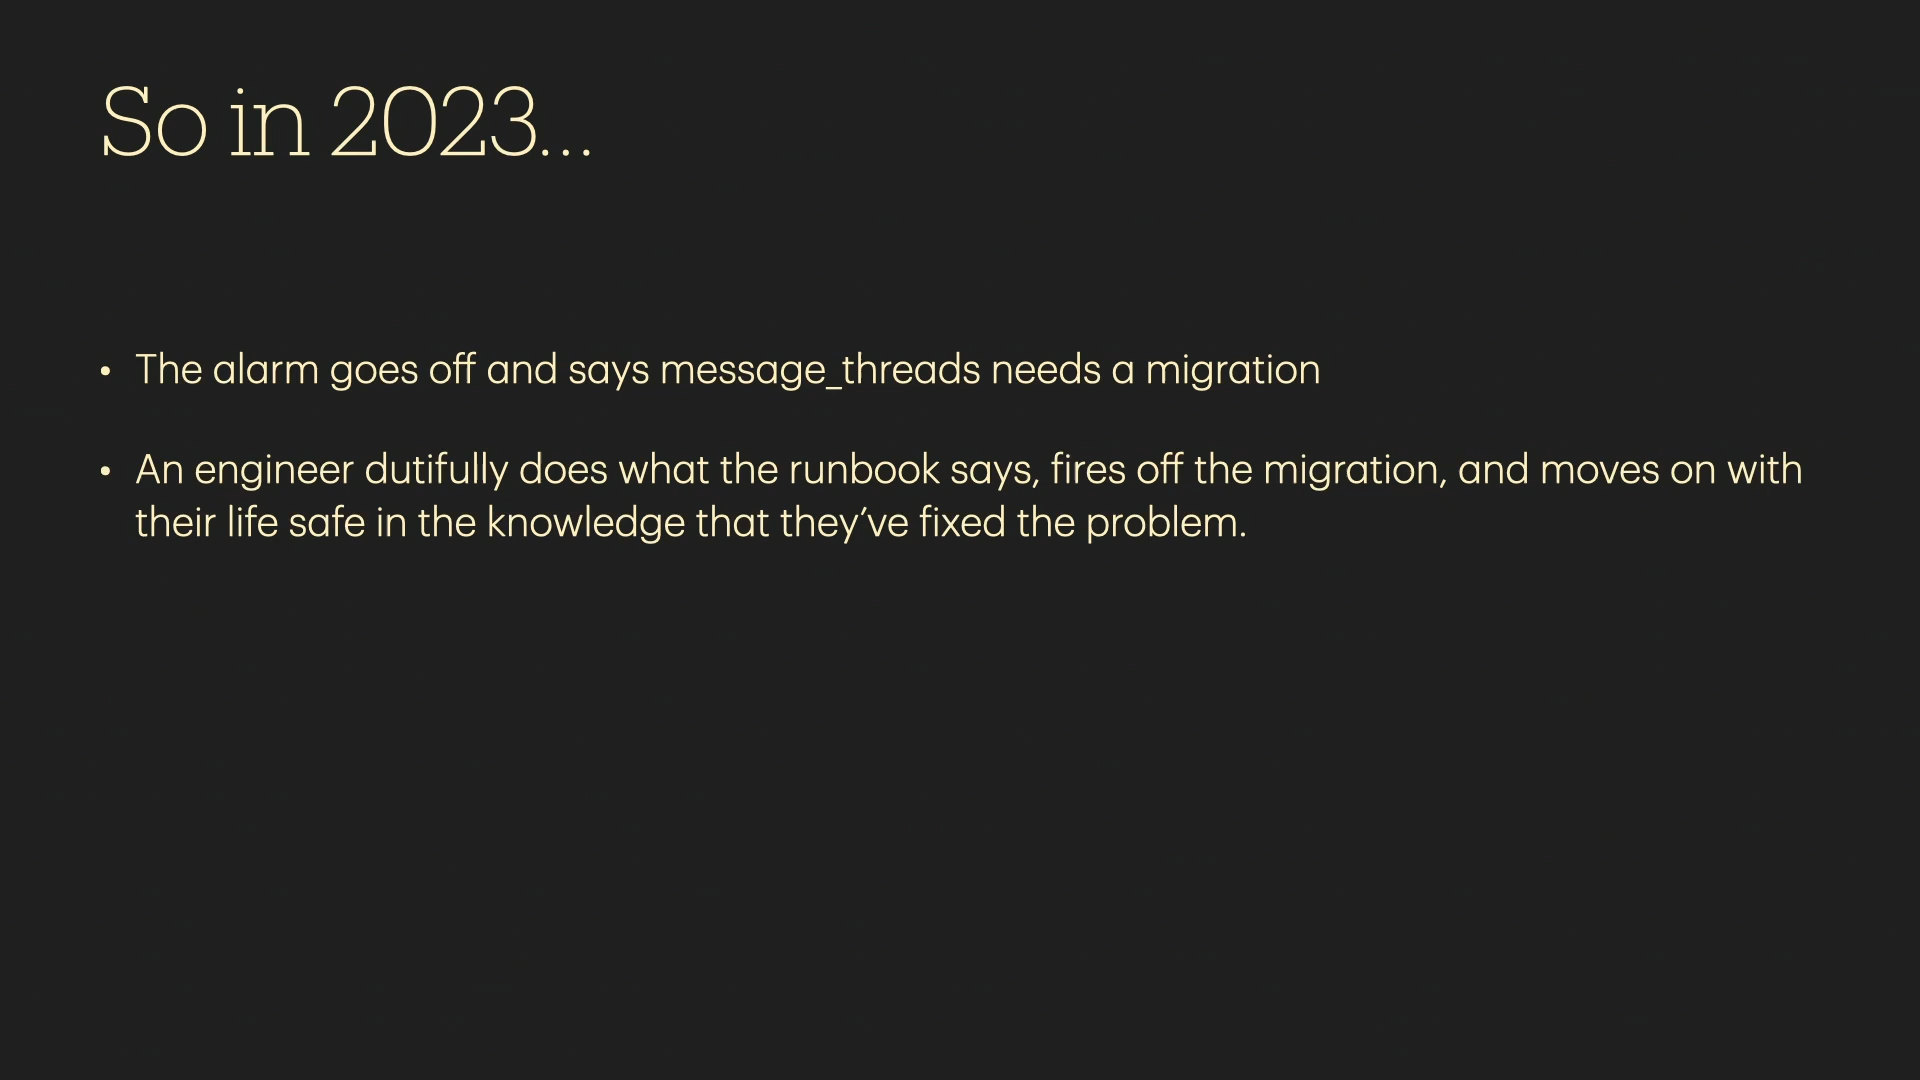 So in 2023…
• The alarm goes off and says message_threads needs a migration
• An engineer dutifully does what the runbook says, fires off the migration, and moves on with
their life safe in the knowledge that they’ve fixed the problem.